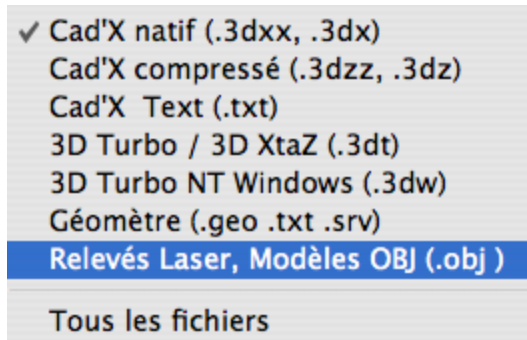 ✓ Cad'X natif (.3dxx, .3dx)
Cad'X compressé (.3dzz, .3dz)
Cad'X  Text (.txt)
3D Turbo / 3D XtaZ (.3dt)
3D Turbo NT Windows (.3dw)
Géomètre (.geo .txt .srv)
Relevés Laser, Modèles OBJ (.obj )
Tous les fichiers